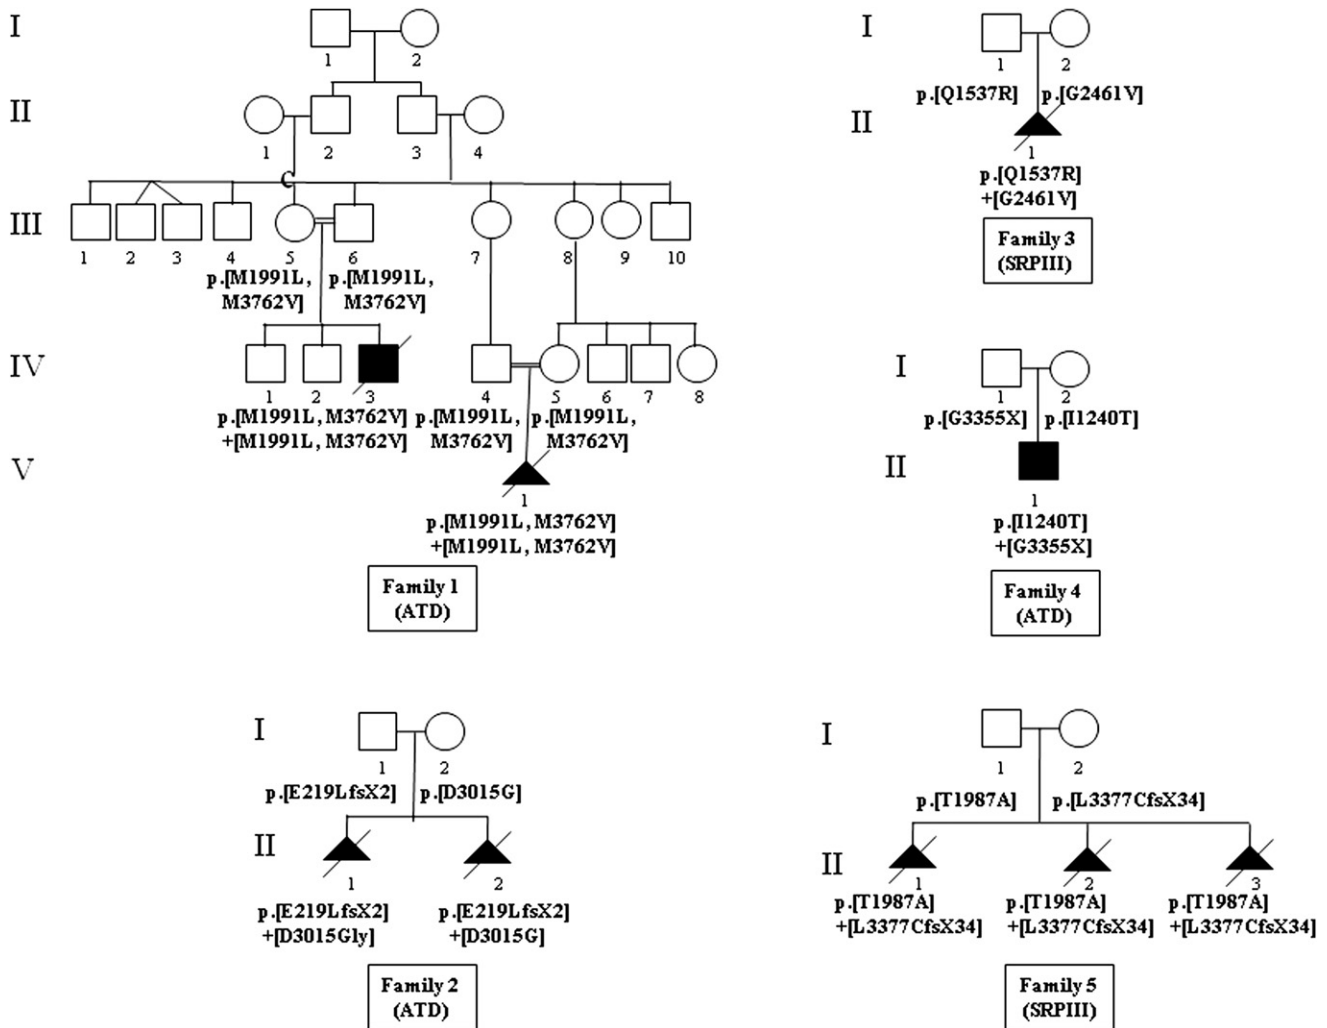 I
1 2
II
1 2 3 4
C
III
1 2 3 4 5 6 7 8 9 10
p.[M1991L, p.[M1991L,
M3762V] M3762V]
IV
1 2 3 4 5 6 7 8
p.[M1991L, M3762V] p.[M1991L, p.[M1991L,
+[M1991L, M3762V] M3762V] M3762V]
V
1
p.[M1991L, M3762V]
+[M1991L, M3762V]
Family 1
(ATD)
I
1 2
p.[E219LfsX2] p.[D3015G]
II
1 2
p.[E219LfsX2] p.[E219LfsX2]
+[D3015Gly] +[D3015G]
Family 2
(ATD)
I
1 2
p.[Q1537R] p.[G2461V]
II
1
p.[Q1537R]
+[G2461V]
Family 3
(SRPIII)
I
1 2
p.[G3355X] p.[I1240T]
II
1
p.[I1240T]
+[G3355X]
Family 4
(ATD)
I
1 2
p.[T1987A] p.[L3377CfsX34]
II
1 2 3
p.[T1987A] p.[T1987A] p.[T1987A]
+[L3377CfsX34] +[L3377CfsX34] +[L3377CfsX34]
Family 5
(SRPIII)